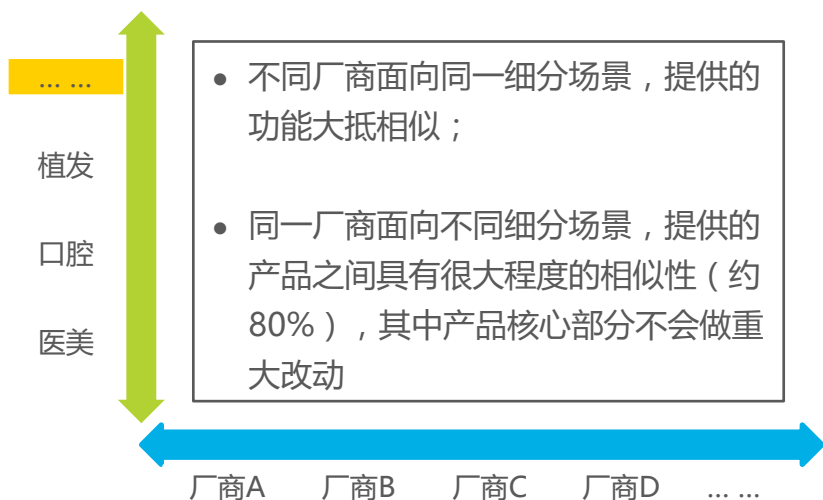 ... ...
植发
口腔
医美
● 不同厂商面向同一细分场景，提供的
功能大抵相似；
● 同一厂商面向不同细分场景，提供的
产品之间具有很大程度的相似性（约
80%），其中产品核心部分不会做重
大改动
厂商A 厂商B 厂商C 厂商D ... ...